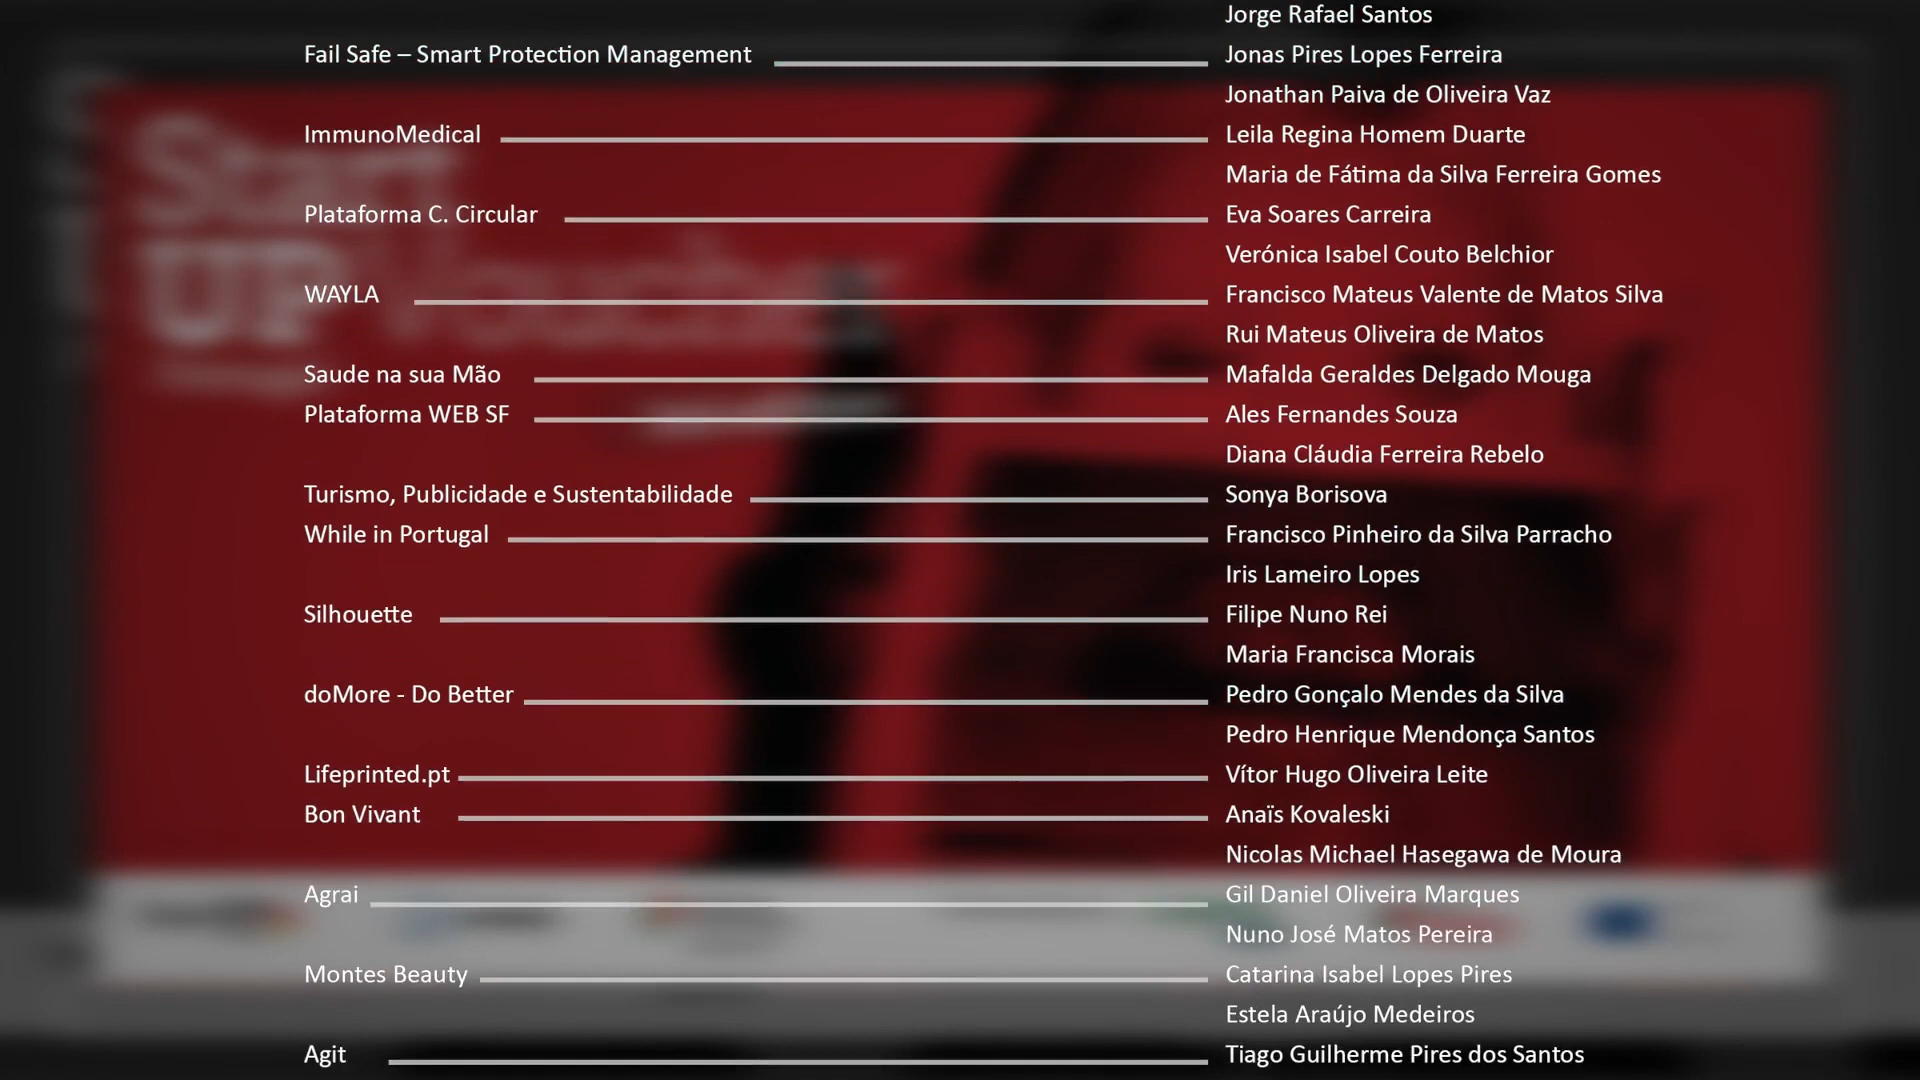 Jorge Rafael Santos
Fail Safe – Smart Protection Management Jonas Pires Lopes Ferreira
Jonathan Paiva de Oliveira Vaz
ImmunoMedical Leila Regina Homem Duarte
Maria de Fátima da Silva Ferreira Gomes
Plataforma C. Circular Eva Soares Carreira
Verónica Isabel Couto Belchior
WAYLA Francisco Mateus Valente de Matos Silva
Rui Mateus Oliveira de Matos
Saude na sua Mão Mafalda Geraldes Delgado Mouga
Plataforma WEB SF Ales Fernandes Souza
Diana Cláudia Ferreira Rebelo
Turismo, Publicidade e Sustentabilidade Sonya Borisova
While in Portugal Francisco Pinheiro da Silva Parracho
Iris Lameiro Lopes
Silhouette Filipe Nuno Rei
Maria Francisca Morais
doMore - Do Better Pedro Gonçalo Mendes da Silva
Pedro Henrique Mendonça Santos
Lifeprinted.pt Vítor Hugo Oliveira Leite
Bon Vivant Anaïs Kovaleski
Nicolas Michael Hasegawa de Moura
Agrai Gil Daniel Oliveira Marques
Nuno José Matos Pereira
Montes Beauty Catarina Isabel Lopes Pires
Estela Araújo Medeiros
Agit Tiago Guilherme Pires dos Santos
Start
UP Voucher